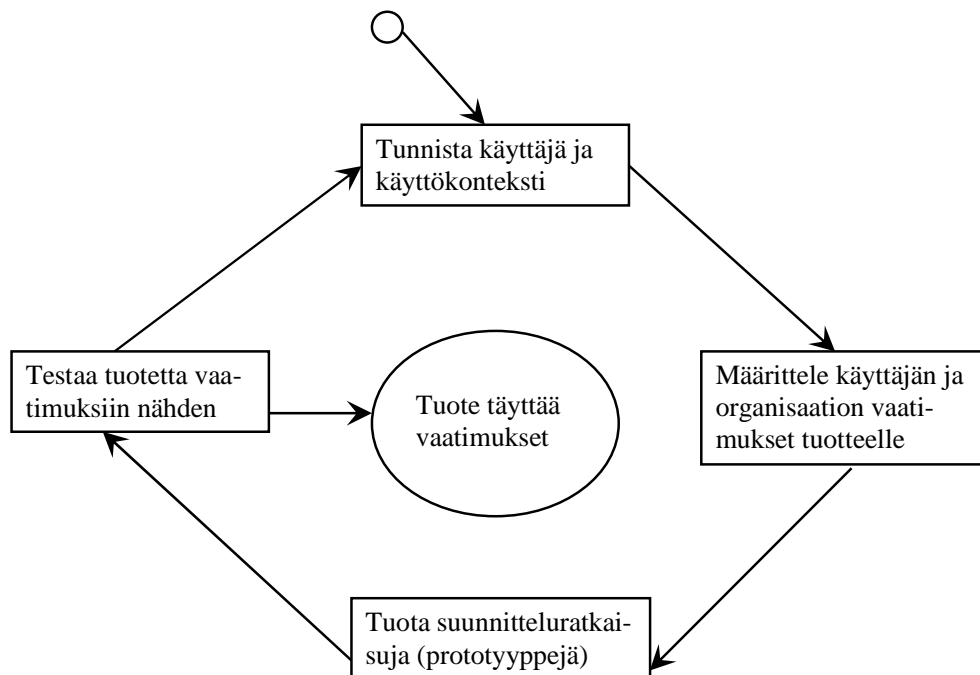 Tunnista käyttäjä ja
käyttökonteksti
Testaa tuotetta vaa-
timuksiin nähden
Tuote täyttää
vaatimukset
Määrittele käyttäjän ja
organisaation vaati-
mukset tuotteelle
Tuota suunnitteluratkai-
suja (prototyyppejä)